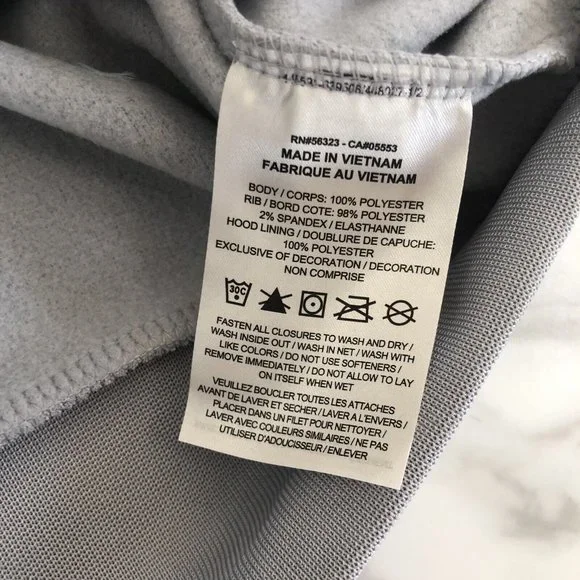 RN#56323 - CA#05553
MADE IN VIETNAM
FABRIQUE AU VIETNAM
BODY / CORPS: 100% POLYESTER
RIB / BORD COTE: 98% POLYESTER
2% SPANDEX / ELASTHANNE
HOOD LINING / DOUBLURE DE CAPUCHE:
100% POLYESTER
EXCLUSIVE OF DECORATION / DECORATION
NON COMPRISE
30C
FASTEN ALL CLOSURES TO WASH AND DRY/
WASH INSIDE OUT / WASH IN NET / WASH WITH
LIKE COLORS / DO NOT USE SOFTENERS /
REMOVE IMMEDIATELY / DO NOT ALLOW TO LAY
ON ITSELF WHEN WET
VEUILLEZ BOUCLER TOUTES LES ATTACHES
AVANT DE LAVER ET SECHER / LAVER A L'ENVERS /
PLACER DANS UN FILET POUR NETTOYER /
LAVER AVEC COULEURS SIMILAIRES / NE PAS
UTILISER D'ADOUCISSEUR / ENLEVER